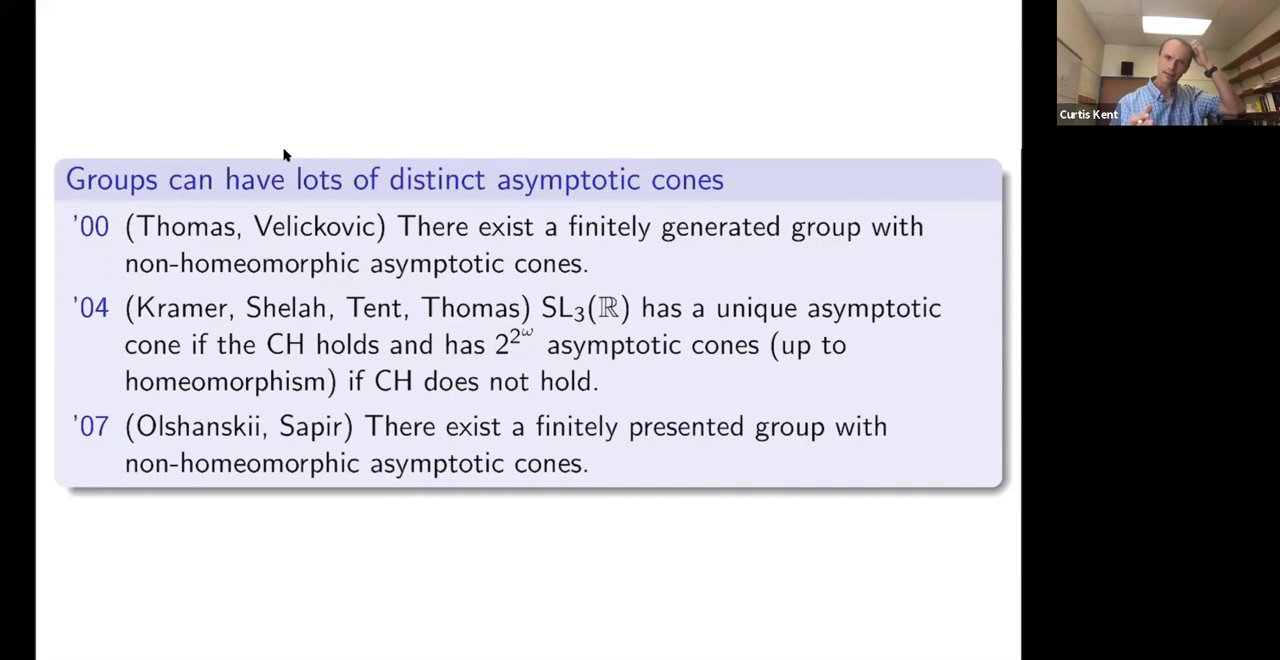 Groups can have lots of distinct asymptotic cones
'00 (Thomas, Velickovic) There exist a finitely generated group with
non-homeomorphic asymptotic cones.
'04 (Kramer, Shelah, Tent, Thomas) SL₃(ℝ) has a unique asymptotic
cone if the CH holds and has 2^{2^ω} asymptotic cones (up to
homeomorphism) if CH does not hold.
'07 (Olshanskii, Sapir) There exist a finitely presented group with
non-homeomorphic asymptotic cones.
Curtis Kent